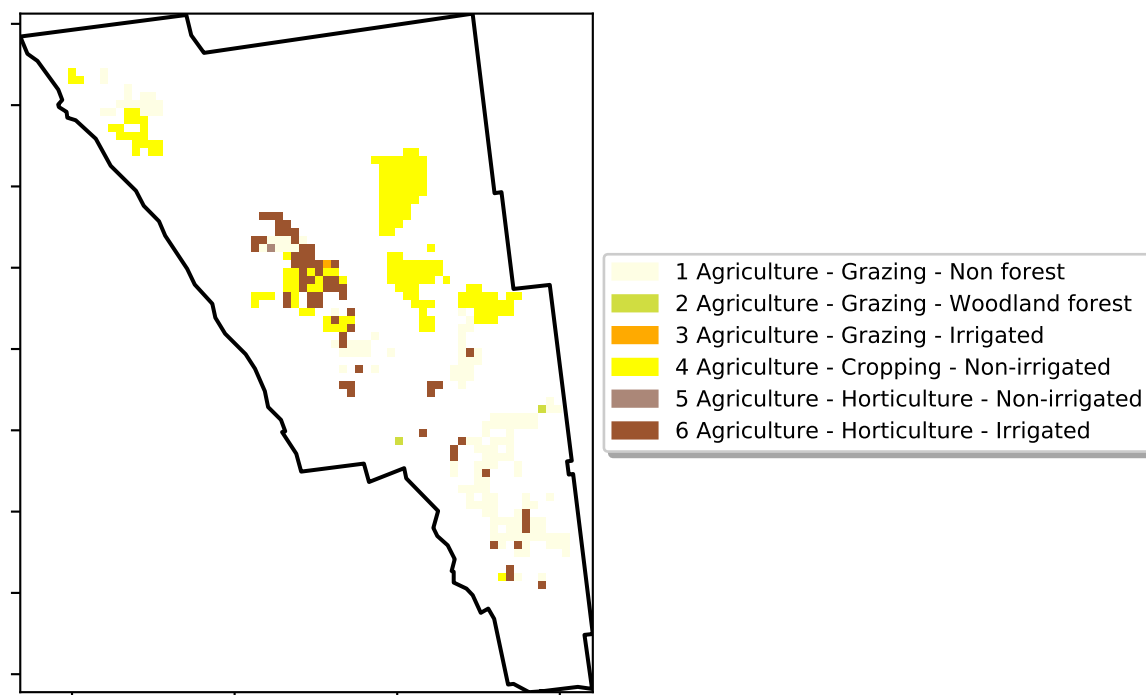 1 Agriculture - Grazing - Non forest
2 Agriculture - Grazing - Woodland forest
3 Agriculture - Grazing - Irrigated
4 Agriculture - Cropping - Non-irrigated
5 Agriculture - Horticulture - Non-irrigated
6 Agriculture - Horticulture - Irrigated